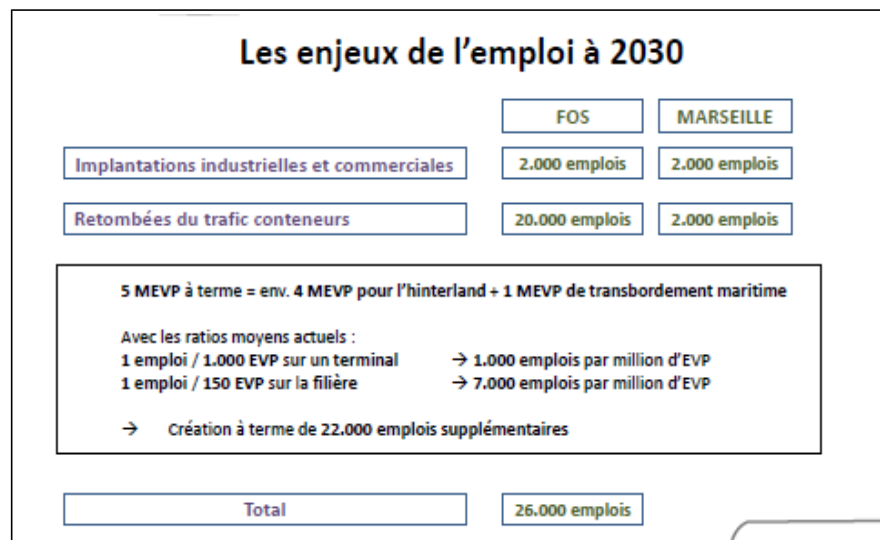 Les enjeux de l'emploi à 2030
FOS MARSEILLE
Implantations industrielles et commerciales 2.000 emplois 2.000 emplois
Retombées du trafic conteneurs 20.000 emplois 2.000 emplois
5 MEVP à terme = env. 4 MEVP pour l'hinterland + 1 MEVP de transbordement maritime
Avec les ratios moyens actuels :
1 emploi / 1.000 EVP sur un terminal → 1.000 emplois par million d'EVP
1 emploi / 150 EVP sur la filière → 7.000 emplois par million d'EVP
→ Création à terme de 22.000 emplois supplémentaires
Total 26.000 emplois